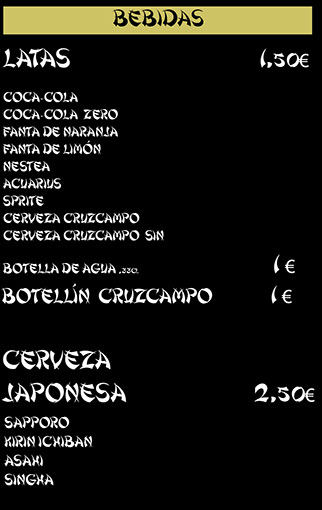 BEBIDAS
LATAS 1,50€
COCA-COLA
COCA-COLA ZERO
FANTA DE NARANJA
FANTA DE LIMÓN
NESTEA
ACUARIUS
SPRITE
CERVEZA CRUZCAMPO
CERVEZA CRUZCAMPO SIN
BOTELLA DE AGUA ,33CL 1 €
BOTELLÍN CRUZCAMPO 1 €
CERVEZA
JAPONESA 2,50€
SAPPORO
KIRIN ICHIBAN
ASAHI
SINGHA